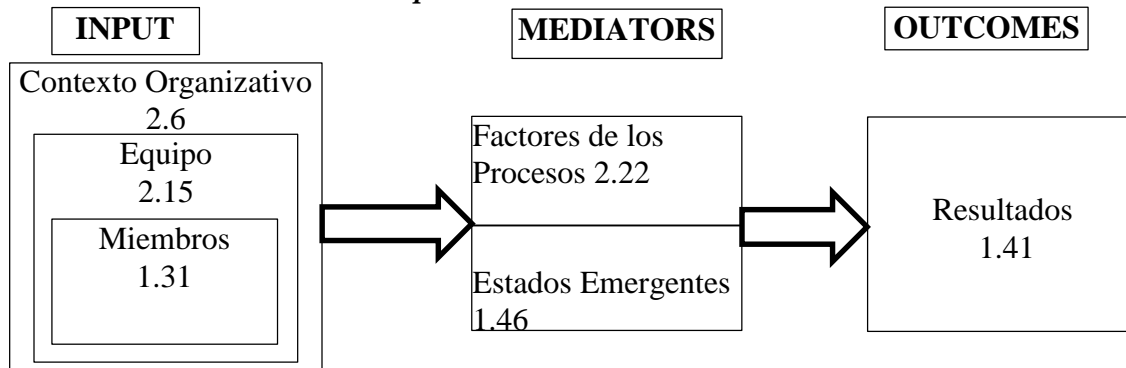 INPUT
MEDIATORS
OUTCOMES
Contexto Organizativo
2.6
Equipo
2.15
Miembros
1.31
Factores de los
Procesos 2.22
Estados Emergentes
1.46
Resultados
1.41